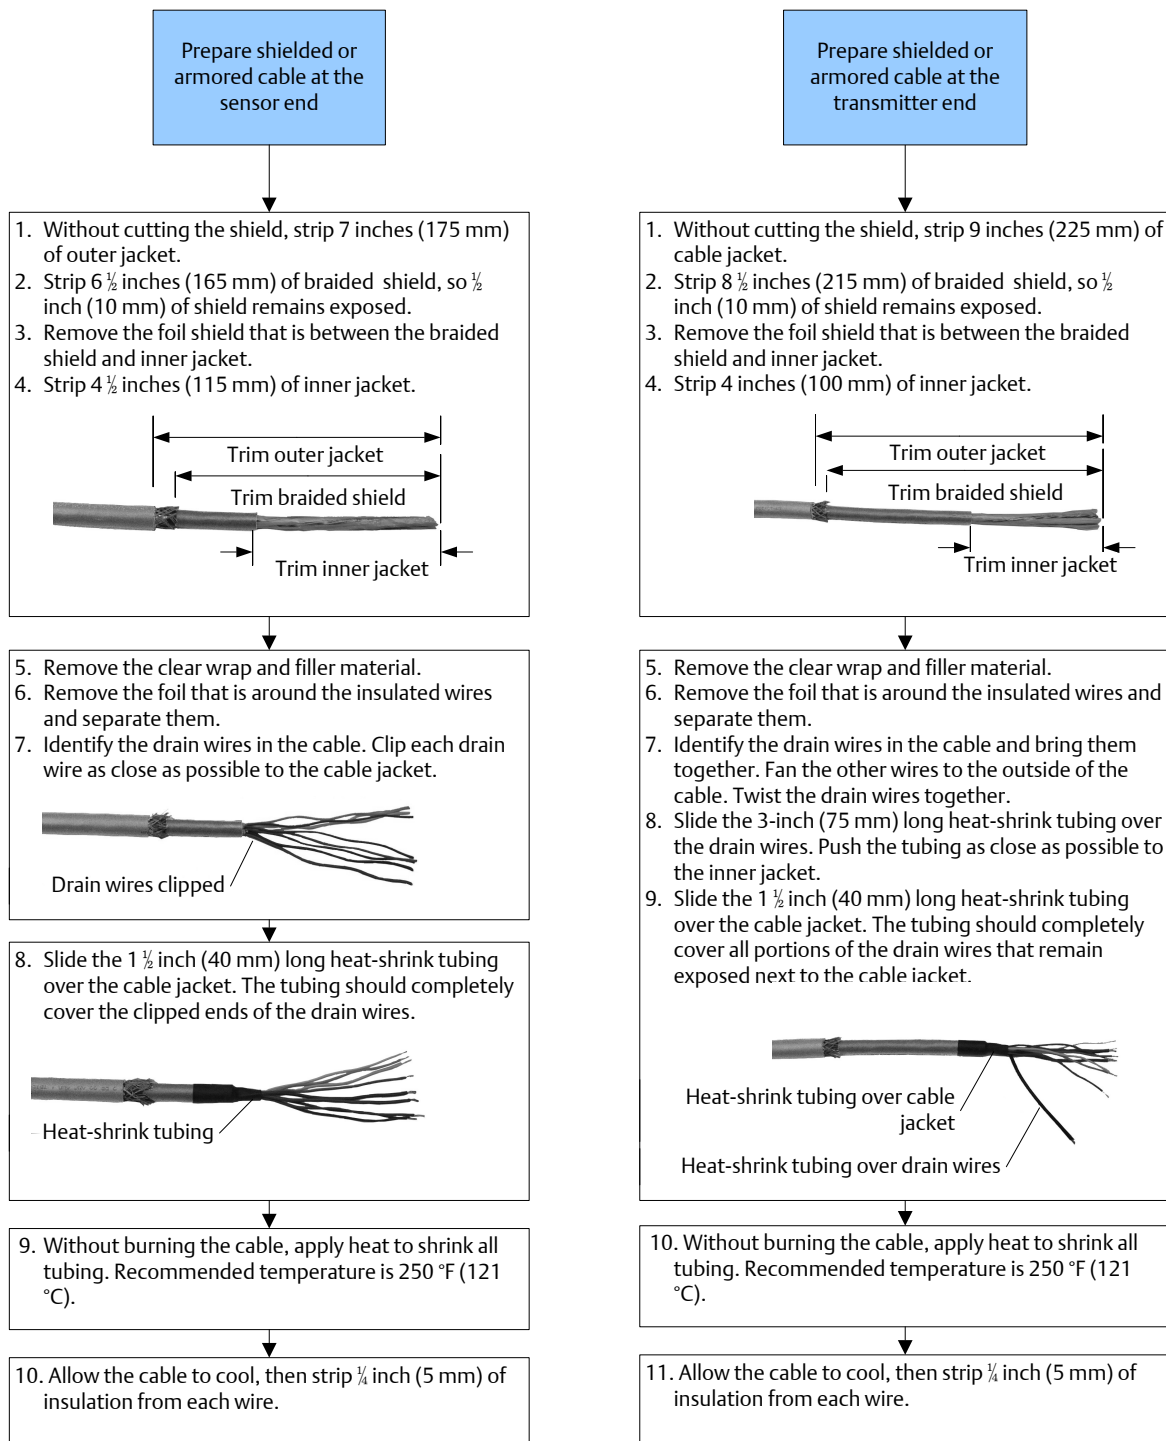 Prepare shielded or
armored cable at the
sensor end
1. Without cutting the shield, strip 7 inches (175 mm)
of outer jacket.
2. Strip 6 ½ inches (165 mm) of braided shield, so ½
inch (10 mm) of shield remains exposed.
3. Remove the foil shield that is between the braided
shield and inner jacket.
4. Strip 4 ½ inches (115 mm) of inner jacket.
Trim outer jacket
Trim braided shield
Trim inner jacket
5. Remove the clear wrap and filler material.
6. Remove the foil that is around the insulated wires
and separate them.
7. Identify the drain wires in the cable. Clip each drain
wire as close as possible to the cable jacket.
Drain wires clipped
8. Slide the 1 ½ inch (40 mm) long heat-shrink tubing
over the cable jacket. The tubing should completely
cover the clipped ends of the drain wires.
Heat-shrink tubing
9. Without burning the cable, apply heat to shrink all
tubing. Recommended temperature is 250 °F (121
°C).
10. Allow the cable to cool, then strip ¼ inch (5 mm) of
insulation from each wire.
Prepare shielded or
armored cable at the
transmitter end
1. Without cutting the shield, strip 9 inches (225 mm) of
cable jacket.
2. Strip 8 ½ inches (215 mm) of braided shield, so ½
inch (10 mm) of shield remains exposed.
3. Remove the foil shield that is between the braided
shield and inner jacket.
4. Strip 4 inches (100 mm) of inner jacket.
Trim outer jacket
Trim braided shield
Trim inner jacket
5. Remove the clear wrap and filler material.
6. Remove the foil that is around the insulated wires and
separate them.
7. Identify the drain wires in the cable and bring them
together. Fan the other wires to the outside of the
cable. Twist the drain wires together.
8. Slide the 3-inch (75 mm) long heat-shrink tubing over
the drain wires. Push the tubing as close as possible to
the inner jacket.
9. Slide the 1 ½ inch (40 mm) long heat-shrink tubing
over the cable jacket. The tubing should completely
cover all portions of the drain wires that remain
exposed next to the cable jacket.
Heat-shrink tubing over cable
jacket
Heat-shrink tubing over drain wires
10. Without burning the cable, apply heat to shrink all
tubing. Recommended temperature is 250 °F (121
°C).
11. Allow the cable to cool, then strip ¼ inch (5 mm) of
insulation from each wire.